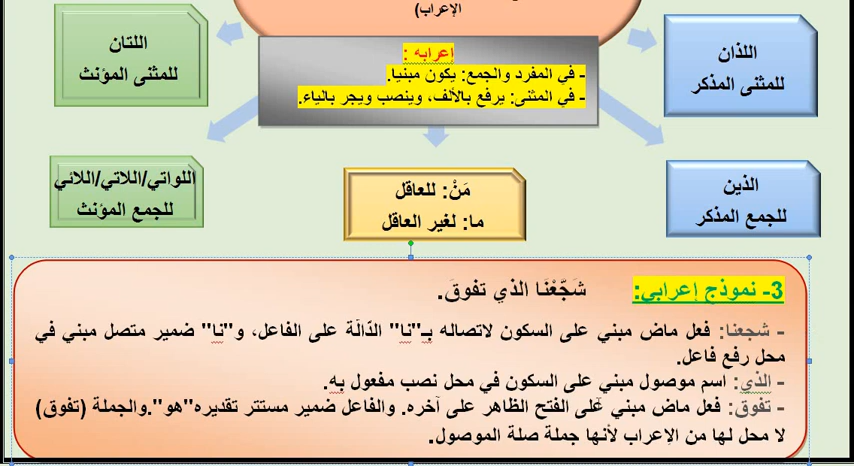 الإعراب)
اللتان
للمثنى المؤنث
إعرابه :
- في المفرد والجمع: يكون مبنيا.
- في المثنى: يرفع بالألف، وينصب ويجر بالياء.
اللذان
للمثنى المذكر
اللواتي/اللاتي/اللائي
للجمع المؤنث
مَنْ: للعاقل
ما: لغير العاقل
الذين
للجمع المذكر
3- نموذج إعرابي: شَجّعْنَا الذي تفوقَ.
- شجعنا: فعل ماض مبني على السكون لاتصاله بـ"نا" الدّالّة على الفاعل، و"نا" ضمير متصل مبني في
محل رفع فاعل.
- الذي: اسم موصول مبني على السكون في محل نصب مفعول به.
- تفوق: فعل ماض مبني على الفتح الظاهر على آخره. والفاعل ضمير مستتر تقديره"هو".والجملة (تفوق)
لا محل لها من الإعراب لأنها جملة صلة الموصول.